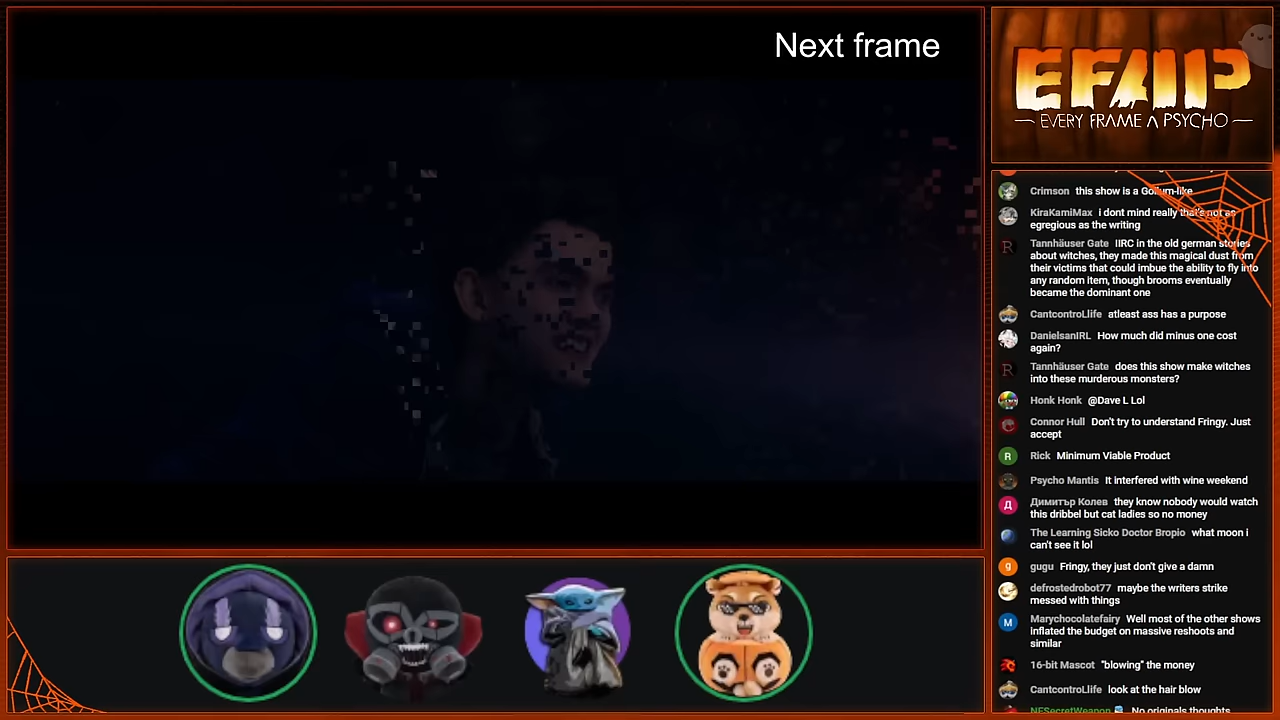 Next frame
EFAP
EVERY FRAME A PSYCHO
Crimson this show is a Gollum-like
KiraKamiMax i dont mind really that's not as
egregious as the writing
Tannhäuser Gate IIRC in the old german stories
about witches, they made this magical dust from
their victims that could imbue the ability to fly into
any random item, though brooms eventually
became the dominant one
CantcontroLlife atleast ass has a purpose
DanielsanIRL How much did minus one cost
again?
Tannhäuser Gate does this show make witches
into these murderous monsters?
Honk Honk @Dave L Lol
Connor Hull Don't try to understand Fringy. Just
accept
R Rick Minimum Viable Product
Psycho Mantis It interfered with wine weekend
Д Димитър Колев they know nobody would watch
this dribbel but cat ladies so no money
The Learning Sicko Doctor Bropio what moon i
can't see it lol
g gugu Fringy, they just don't give a damn
defrostedrobot77 maybe the writers strike
messed with things
M Marychocolatefairy Well most of the other shows
inflated the budget on massive reshoots and
similar
16-bit Mascot "blowing" the money
CantcontroLlife look at the hair blow
NFSecretWeapon No originals thoughts